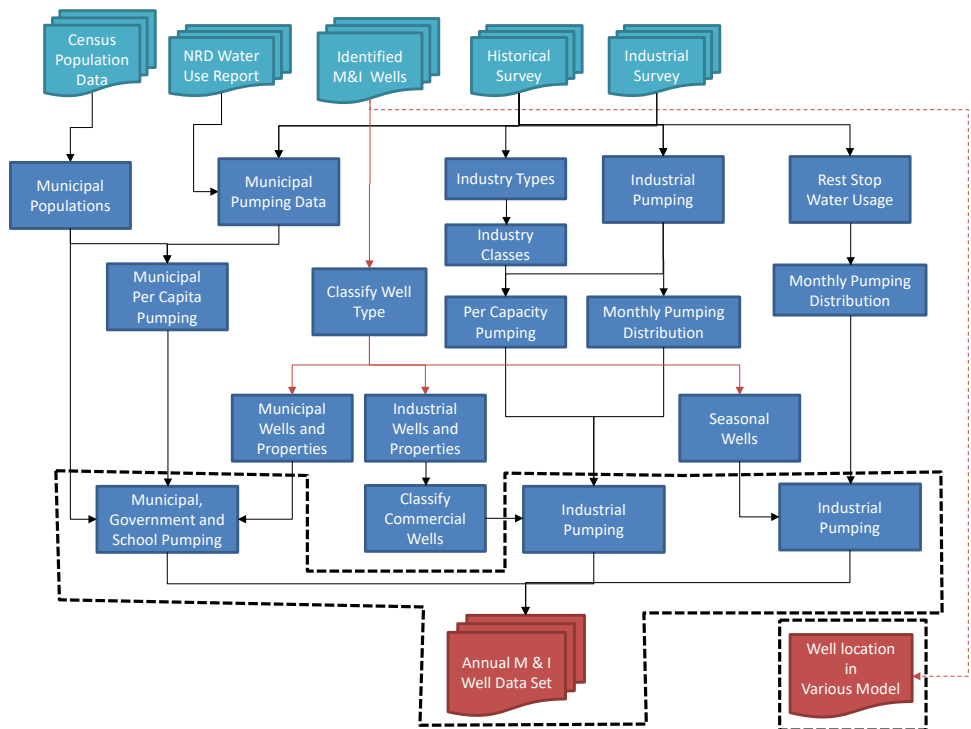 Census
Population
Data
NRD Water
Use Report
Identified
M&I Wells
Historical
Survey
Industrial
Survey
Municipal
Populations
Municipal
Pumping Data
Industry Types
Industrial
Pumping
Rest Stop
Water Usage
Industry
Classes
Municipal
Per Capita
Pumping
Classify Well
Type
Per Capacity
Pumping
Monthly Pumping
Distribution
Monthly Pumping
Distribution
Municipal
Wells and
Properties
Industrial
Wells and
Properties
Seasonal
Wells
Municipal,
Government and
School Pumping
Classify
Commercial
Wells
Industrial
Pumping
Industrial
Pumping
Annual M & I
Well Data Set
Well location
in
Various Model